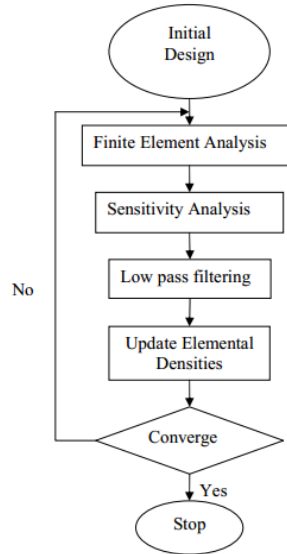 Initial
Design
Finite Element Analysis
Sensitivity Analysis
Low pass filtering
No
Update Elemental
Densities
Converge
Yes
Stop